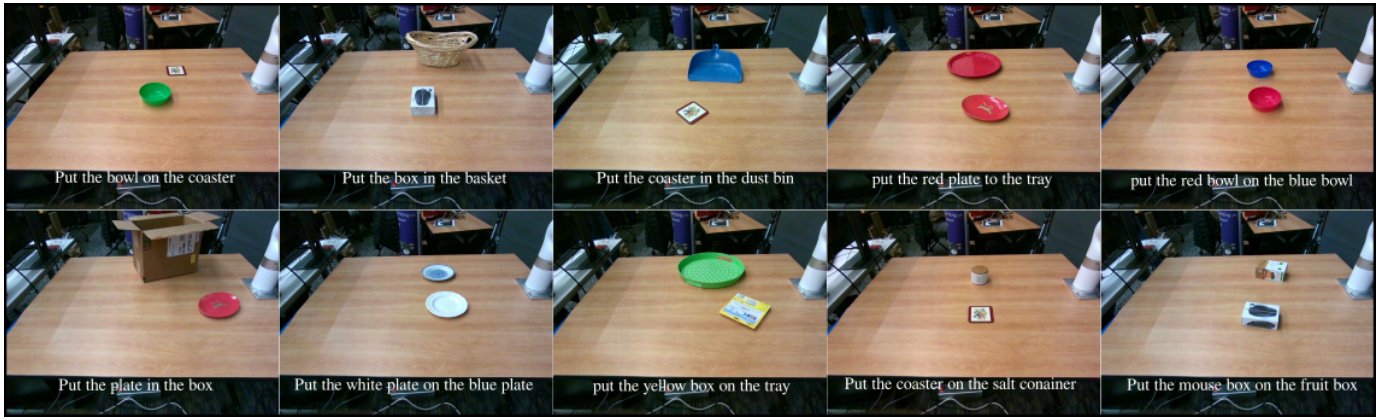 Put the bowl on the coaster
Put the box in the basket
Put the coaster in the dust bin
put the red plate to the tray
put the red bowl on the blue bowl
Put the plate in the box
Put the white plate on the blue plate
put the yellow box on the tray
Put the coaster on the salt conainer
Put the mouse box on the fruit box